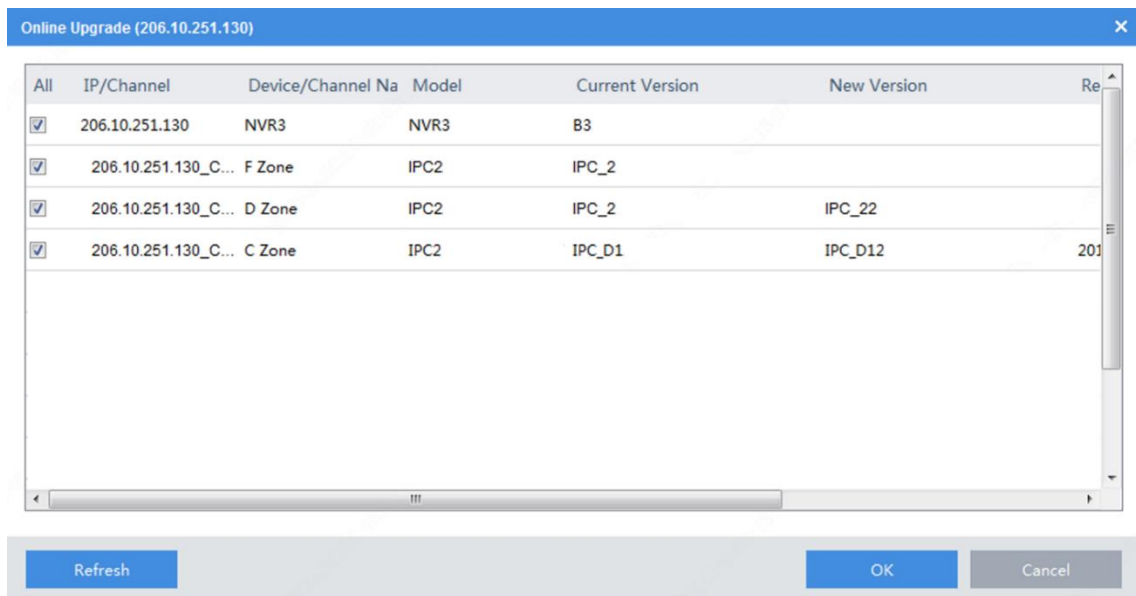 Online Upgrade (206.10.251.130)
All IP/Channel Device/Channel Na Model Current Version New Version Re
206.10.251.130 NVR3 NVR3 B3
206.10.251.130_C... F Zone IPC2 IPC_2
206.10.251.130_C... D Zone IPC2 IPC_2 IPC_22
206.10.251.130_C... C Zone IPC2 IPC_D1 IPC_D12 201
Refresh OK Cancel